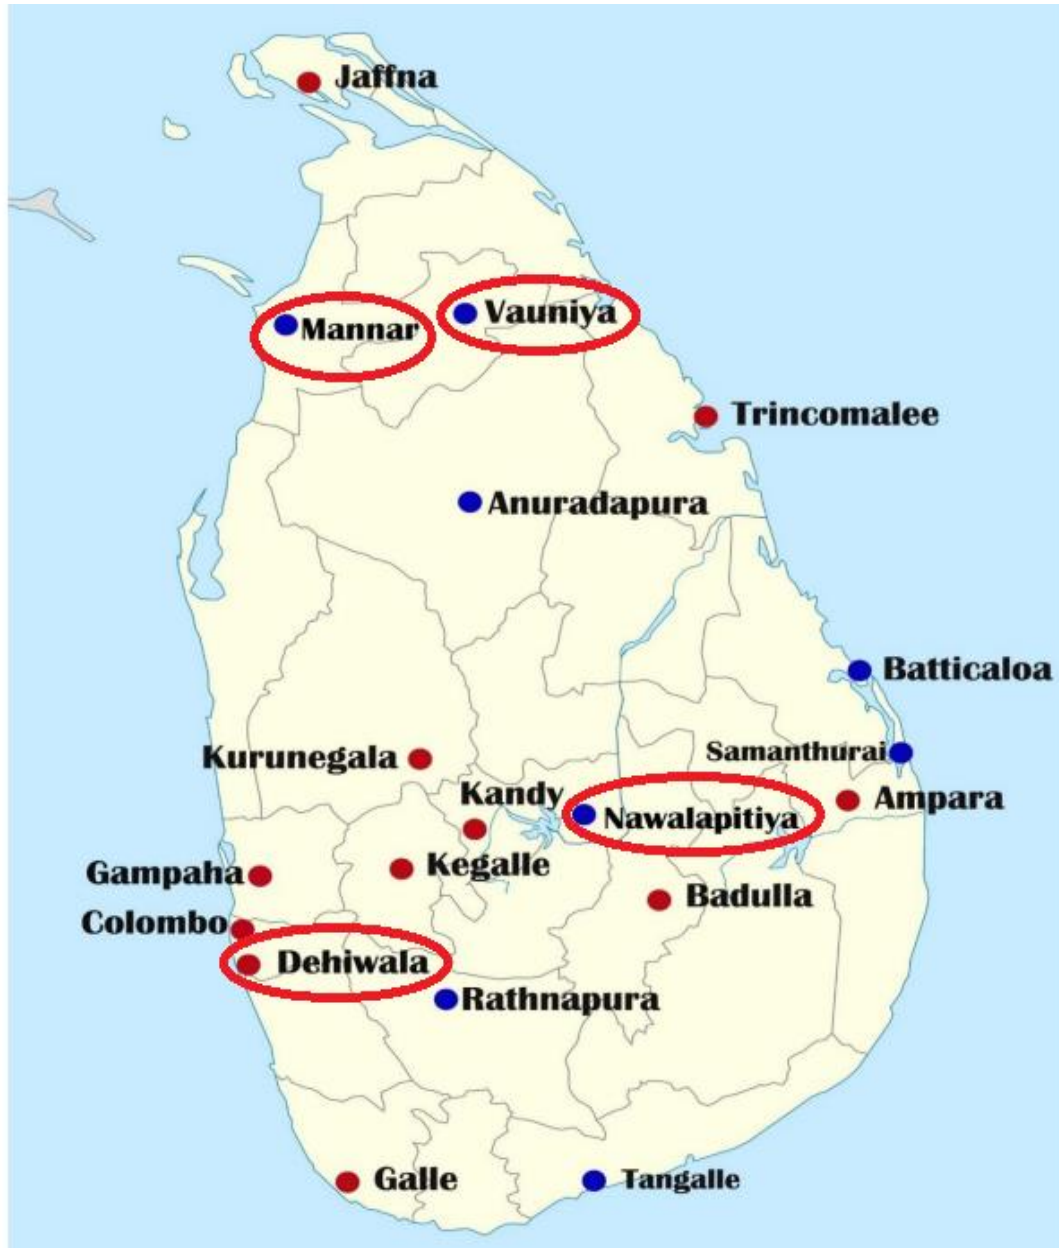 Jaffna
Mannar
Vauniya
Trincomalee
Anuradapura
Batticaloa
Samanthurai
Kurunegala
Kandy
Ampara
Nawalapitiya
Kegalle
Gampaha
Badulla
Colombo
Dehiwala
Rathnapura
Galle
Tangalle